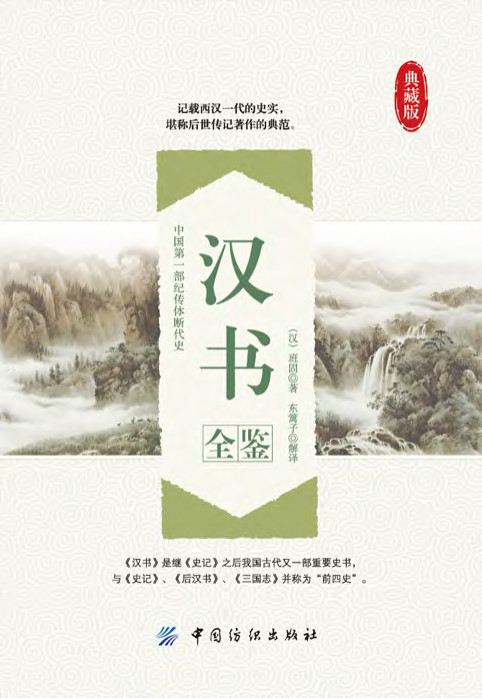 典藏版
记载西汉一代的史实，
堪称后世传记著作的典范。
中国第一部纪传体断代史
汉书
全鉴
（汉）班固◎著 东篱子◎解译
《汉书》是继《史记》之后我国古代又一部重要史书，
与《史记》、《后汉书》、《三国志》并称为“前四史”。
中国纺织出版社